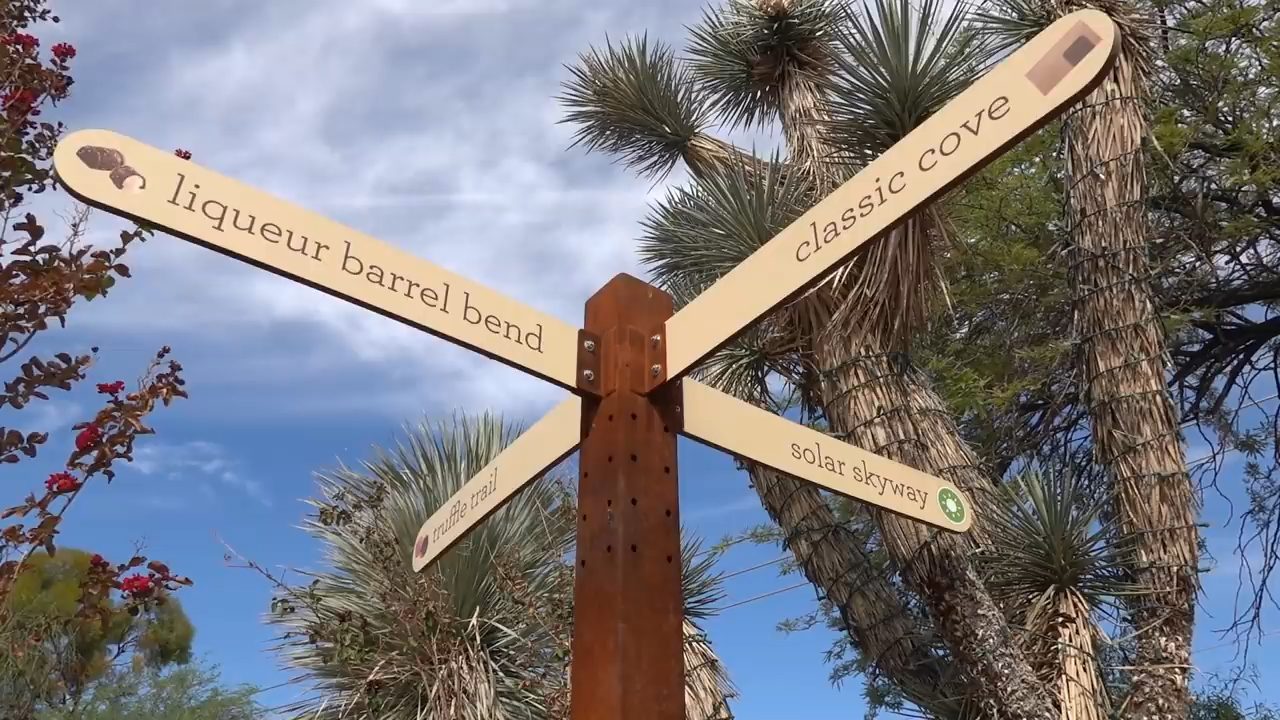 liqueur barrel bend
classic cove
truffle trail
solar skyway